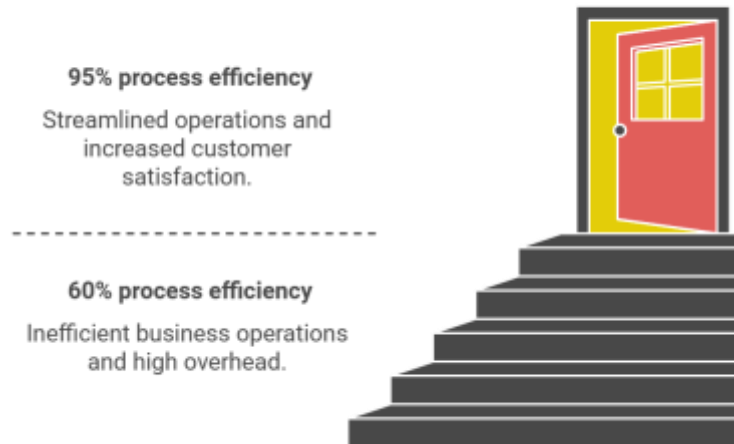 95% process efficiency
Streamlined operations and
increased customer
satisfaction.
60% process efficiency
Inefficient business operations
and high overhead.